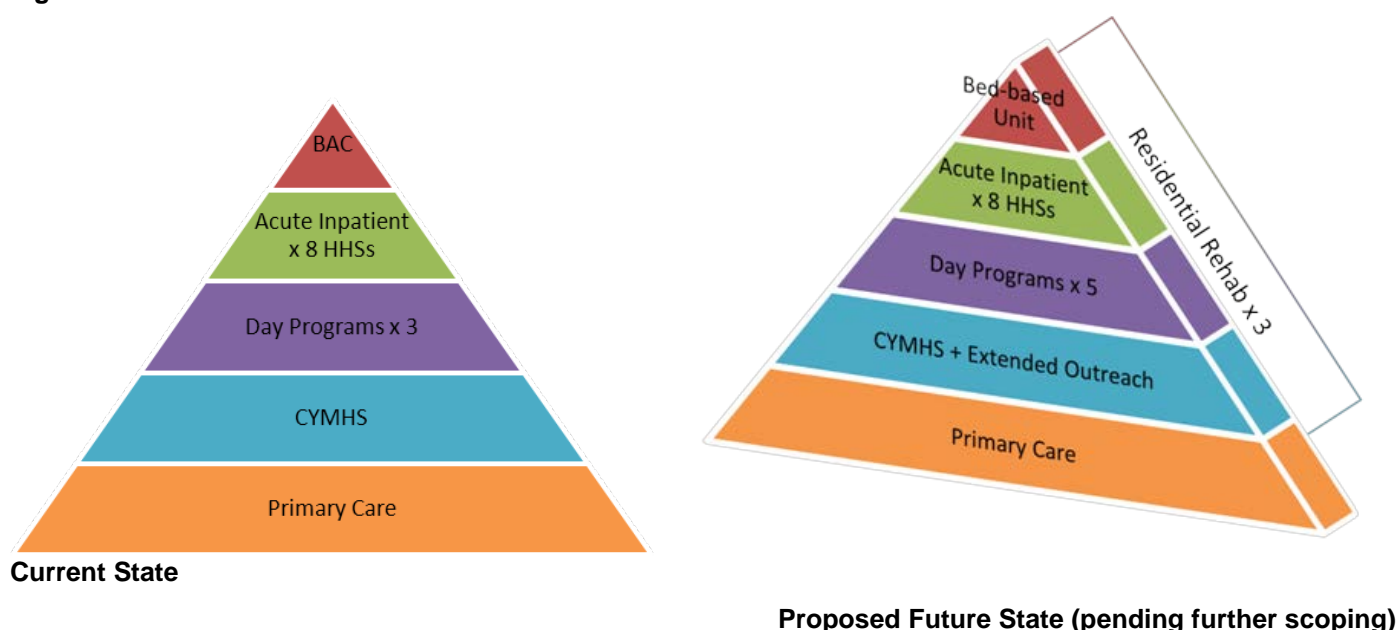 BAC
Acute Inpatient
x 8 HHSs
Day Programs x 3
CYMHS
Primary Care
Current State
Bed-based
Unit
Acute Inpatient
x 8 HHSs
Day Programs x 5
CYMHS + Extended Outreach
Primary Care
Residential Rehab x 3
Proposed Future State (pending further scoping)